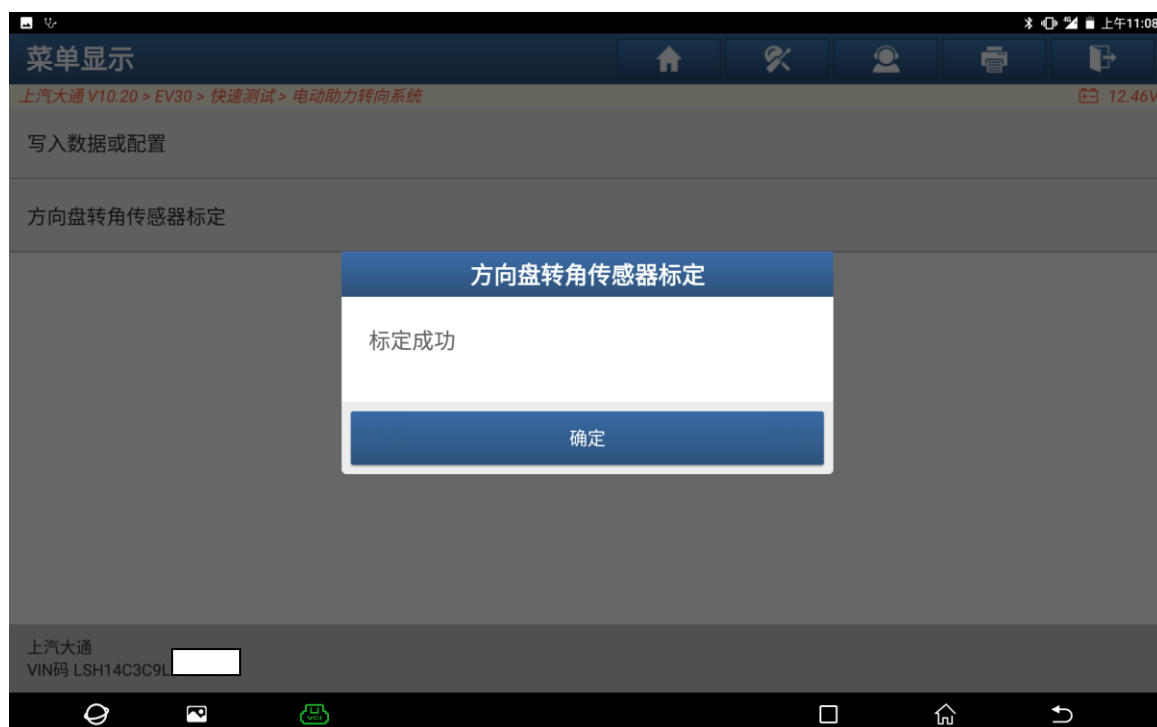 上午11:08
菜单显示
上汽大通 V10.20 > EV30 > 快速测试 > 电动助力转向系统
12.46V
写入数据或配置
方向盘转角传感器标定
方向盘转角传感器标定
标定成功
确定
上汽大通
VIN码 LSH14C3C9L
VCI